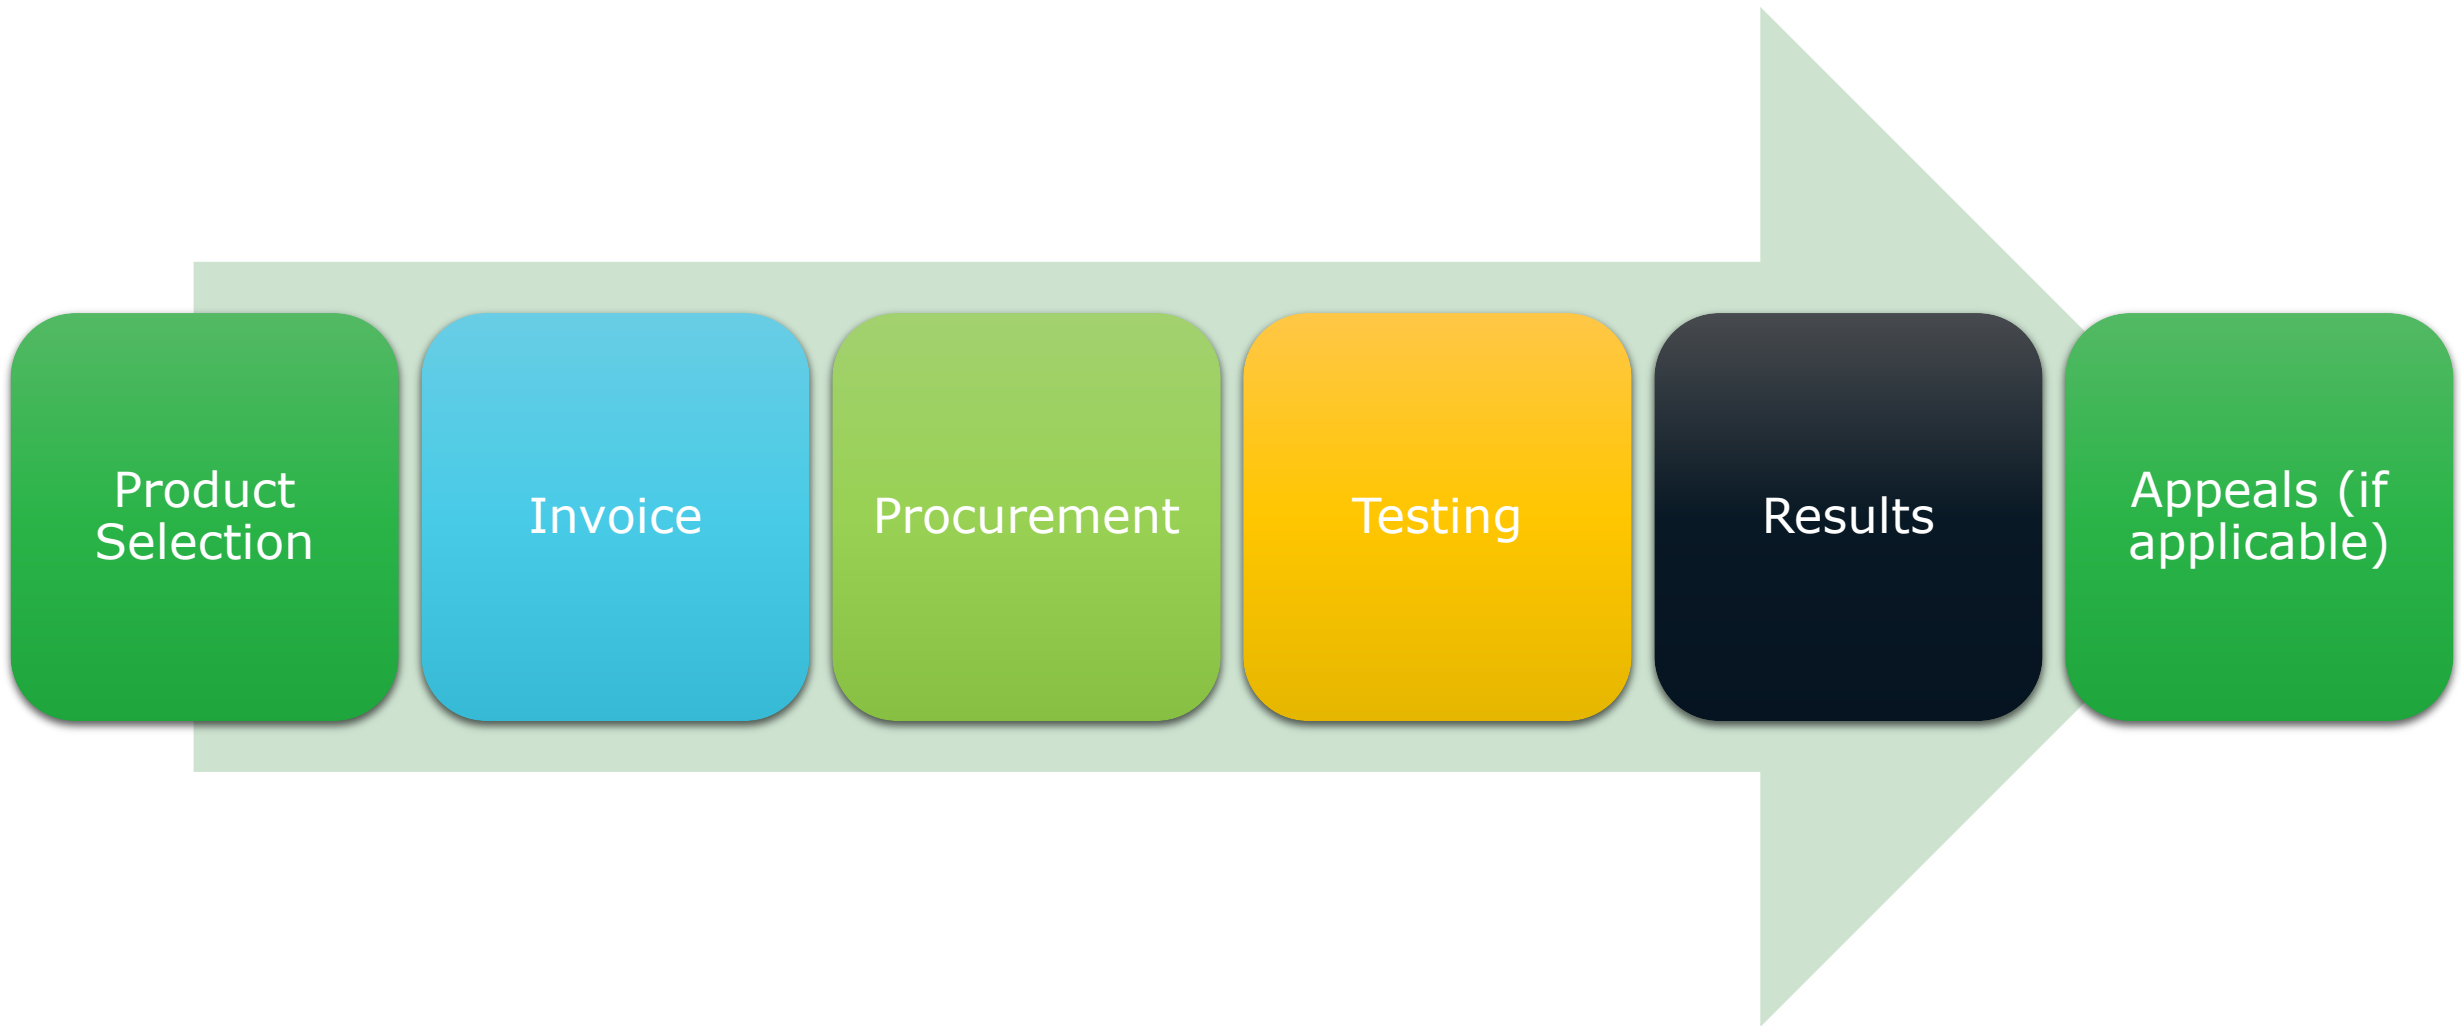 Product
Selection
Invoice
Procurement
Testing
Results
Appeals (if
applicable)